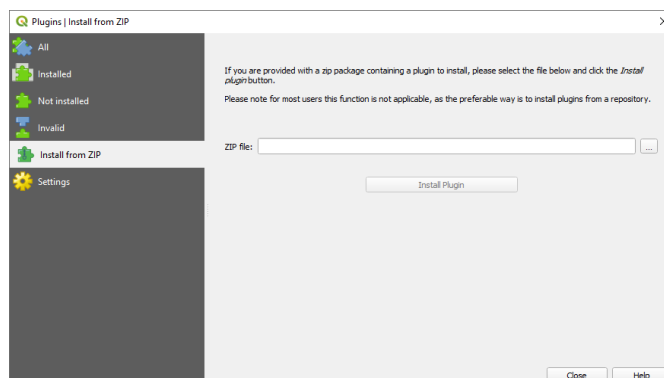 Plugins | Install from ZIP
All
Installed
Not installed
Invalid
Install from ZIP
Settings
If you are provided with a zip package containing a plugin to install, please select the file below and click the Install
plugin button.
Please note for most users this function is not applicable, as the preferable way is to install plugins from a repository.
ZIP file:
...
Install Plugin
Close
Help